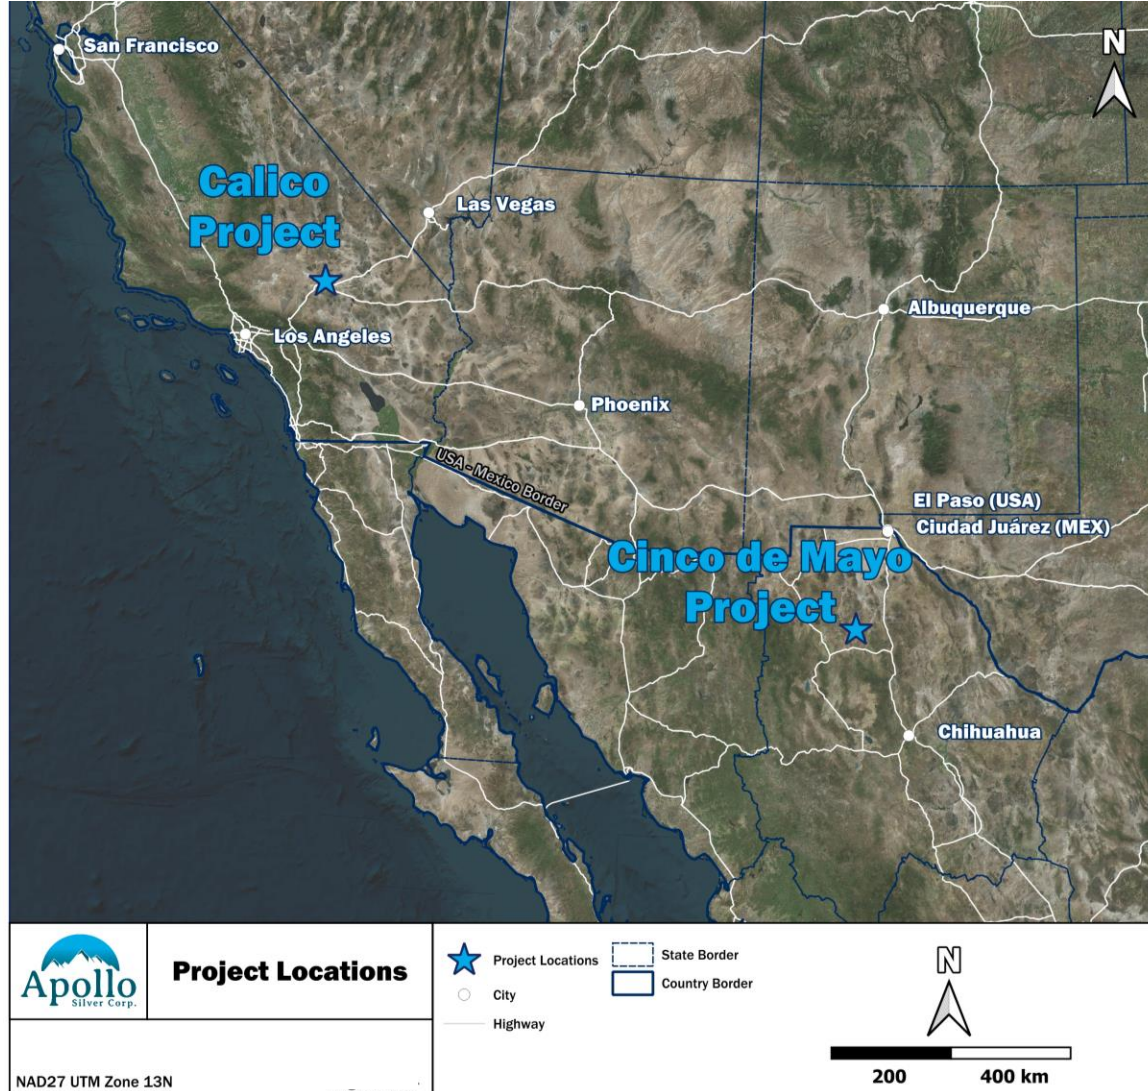 San Francisco
N
Calico
Project
Las Vegas
Los Angeles
Albuquerque
Phoenix
USA - Mexico Border
El Paso (USA)
Ciudad Juárez (MEX)
Cinco de Mayo
Project
Chihuahua
Apollo
Silver Corp.
Project Locations
Project Locations
City
Highway
State Border
Country Border
N
200
400 km
NAD27 UTM Zone 13N